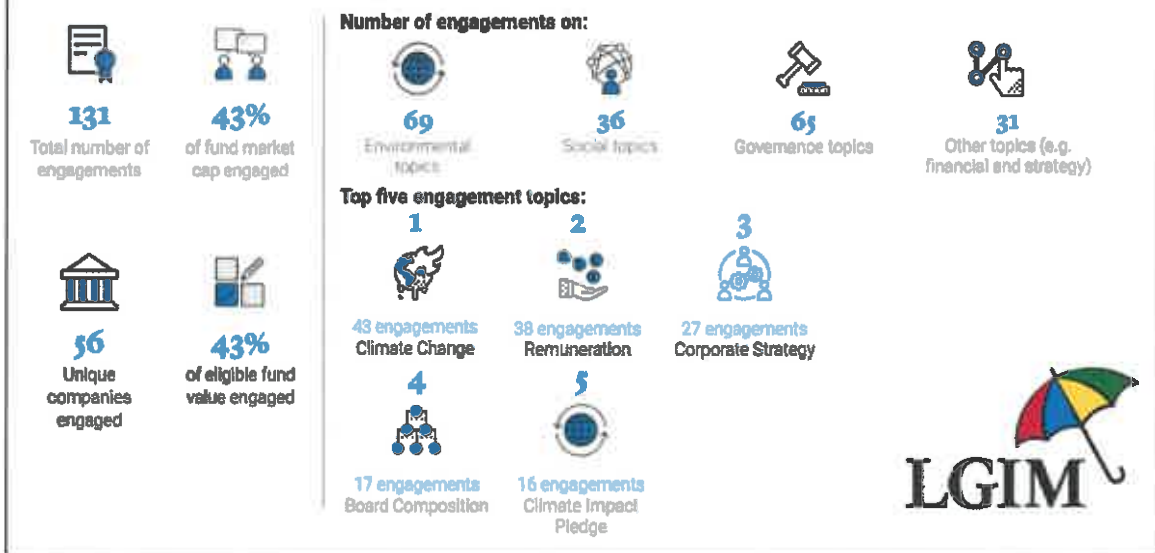 131
Total number of
engagements
43%
of fund market
cap engaged
56
Unique
companies
engaged
43%
of eligible fund
value engaged
Number of engagements on:
69
Environmental
topics
36
Social topics
65
Governance topics
31
Other topics (e.g.
financial and strategy)
Top five engagement topics:
1
43 engagements
Climate Change
2
38 engagements
Remuneration
3
27 engagements
Corporate Strategy
4
17 engagements
Board Composition
5
16 engagements
Climate Impact
Pledge
LGIM